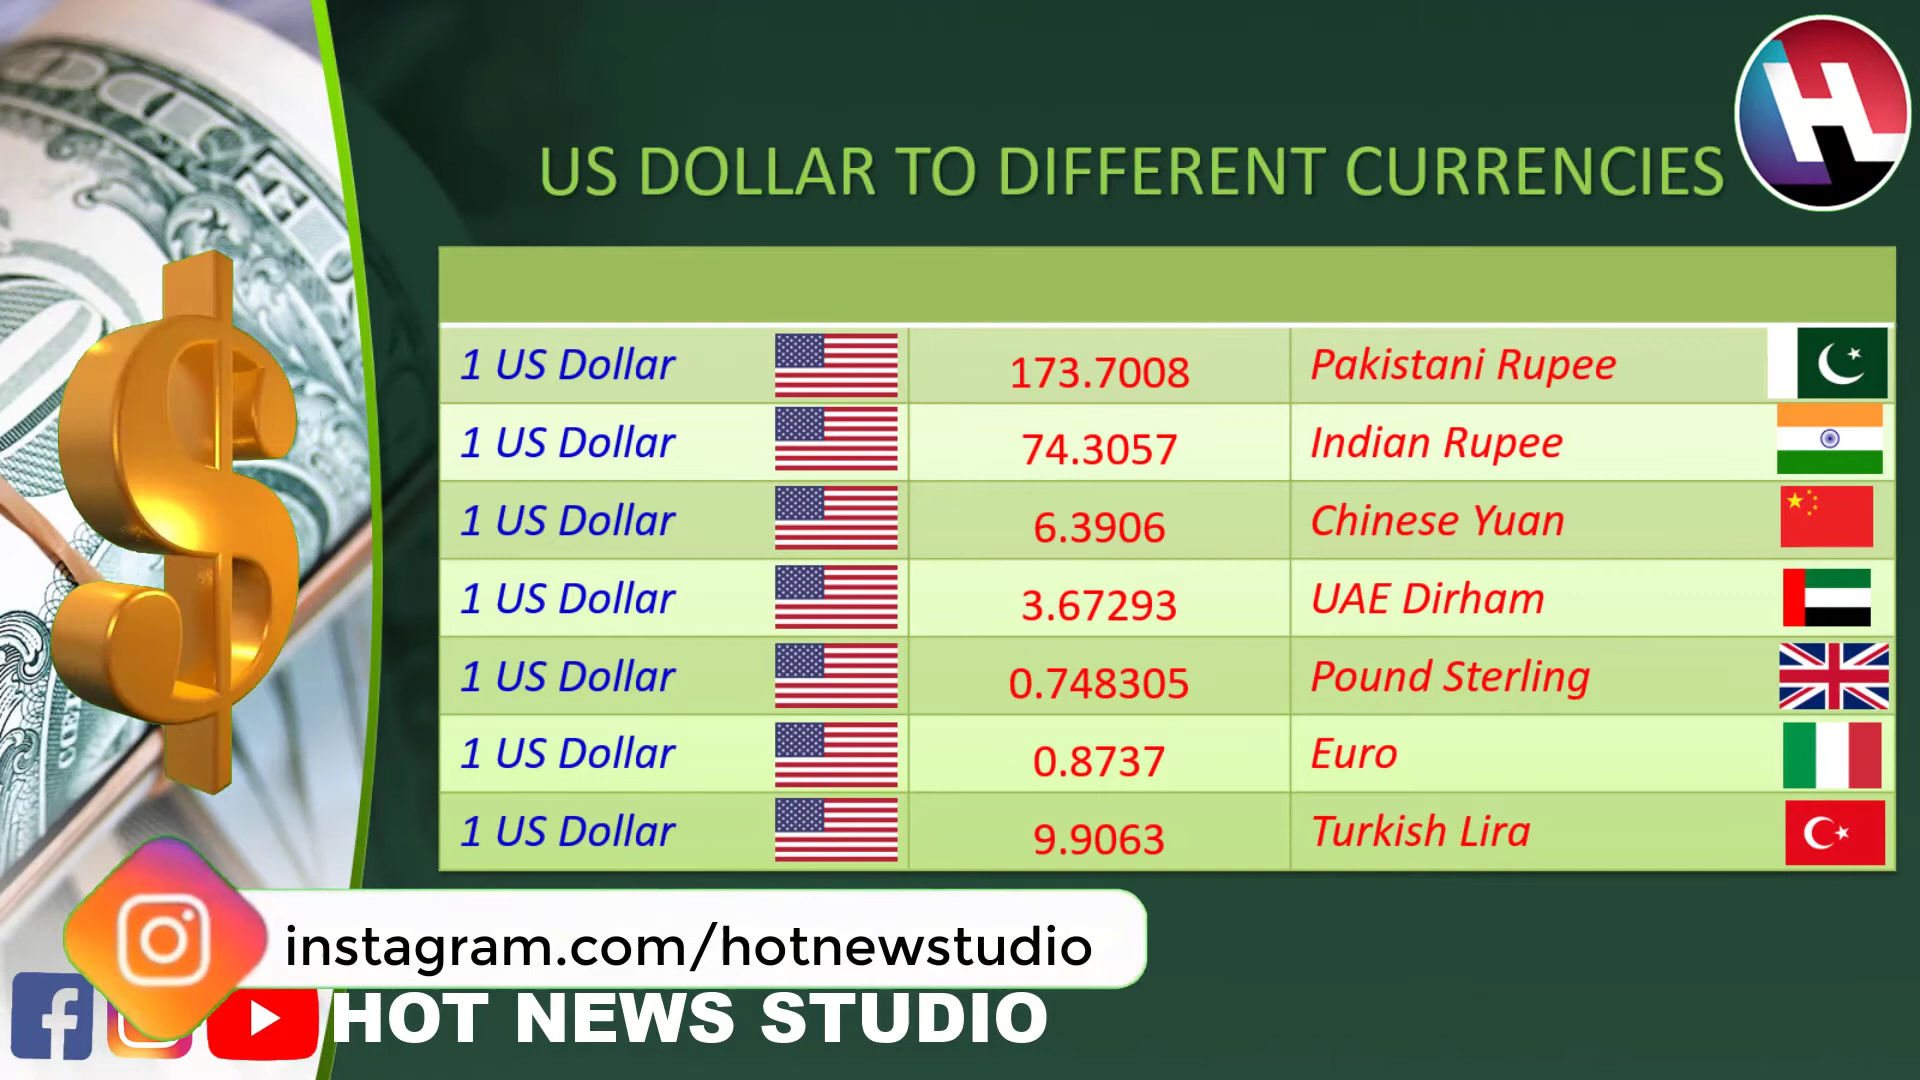 US DOLLAR TO DIFFERENT CURRENCIES
1 US Dollar 173.7008 Pakistani Rupee
1 US Dollar 74.3057 Indian Rupee
1 US Dollar 6.3906 Chinese Yuan
1 US Dollar 3.67293 UAE Dirham
1 US Dollar 0.748305 Pound Sterling
1 US Dollar 0.8737 Euro
1 US Dollar 9.9063 Turkish Lira
instagram.com/hotnewstudio
HOT NEWS STUDIO